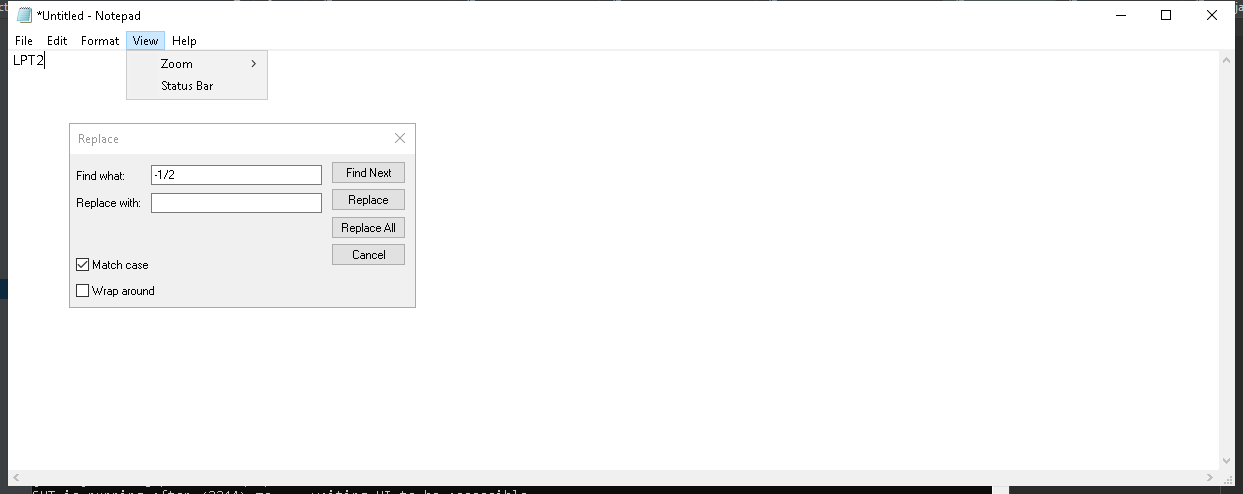 *Untitled - Notepad
File Edit Format View Help
LPT2
Zoom
Status Bar
Replace
Find what: -1/2 Find Next
Replace with: Replace
Replace All
Cancel
Match case
Wrap around